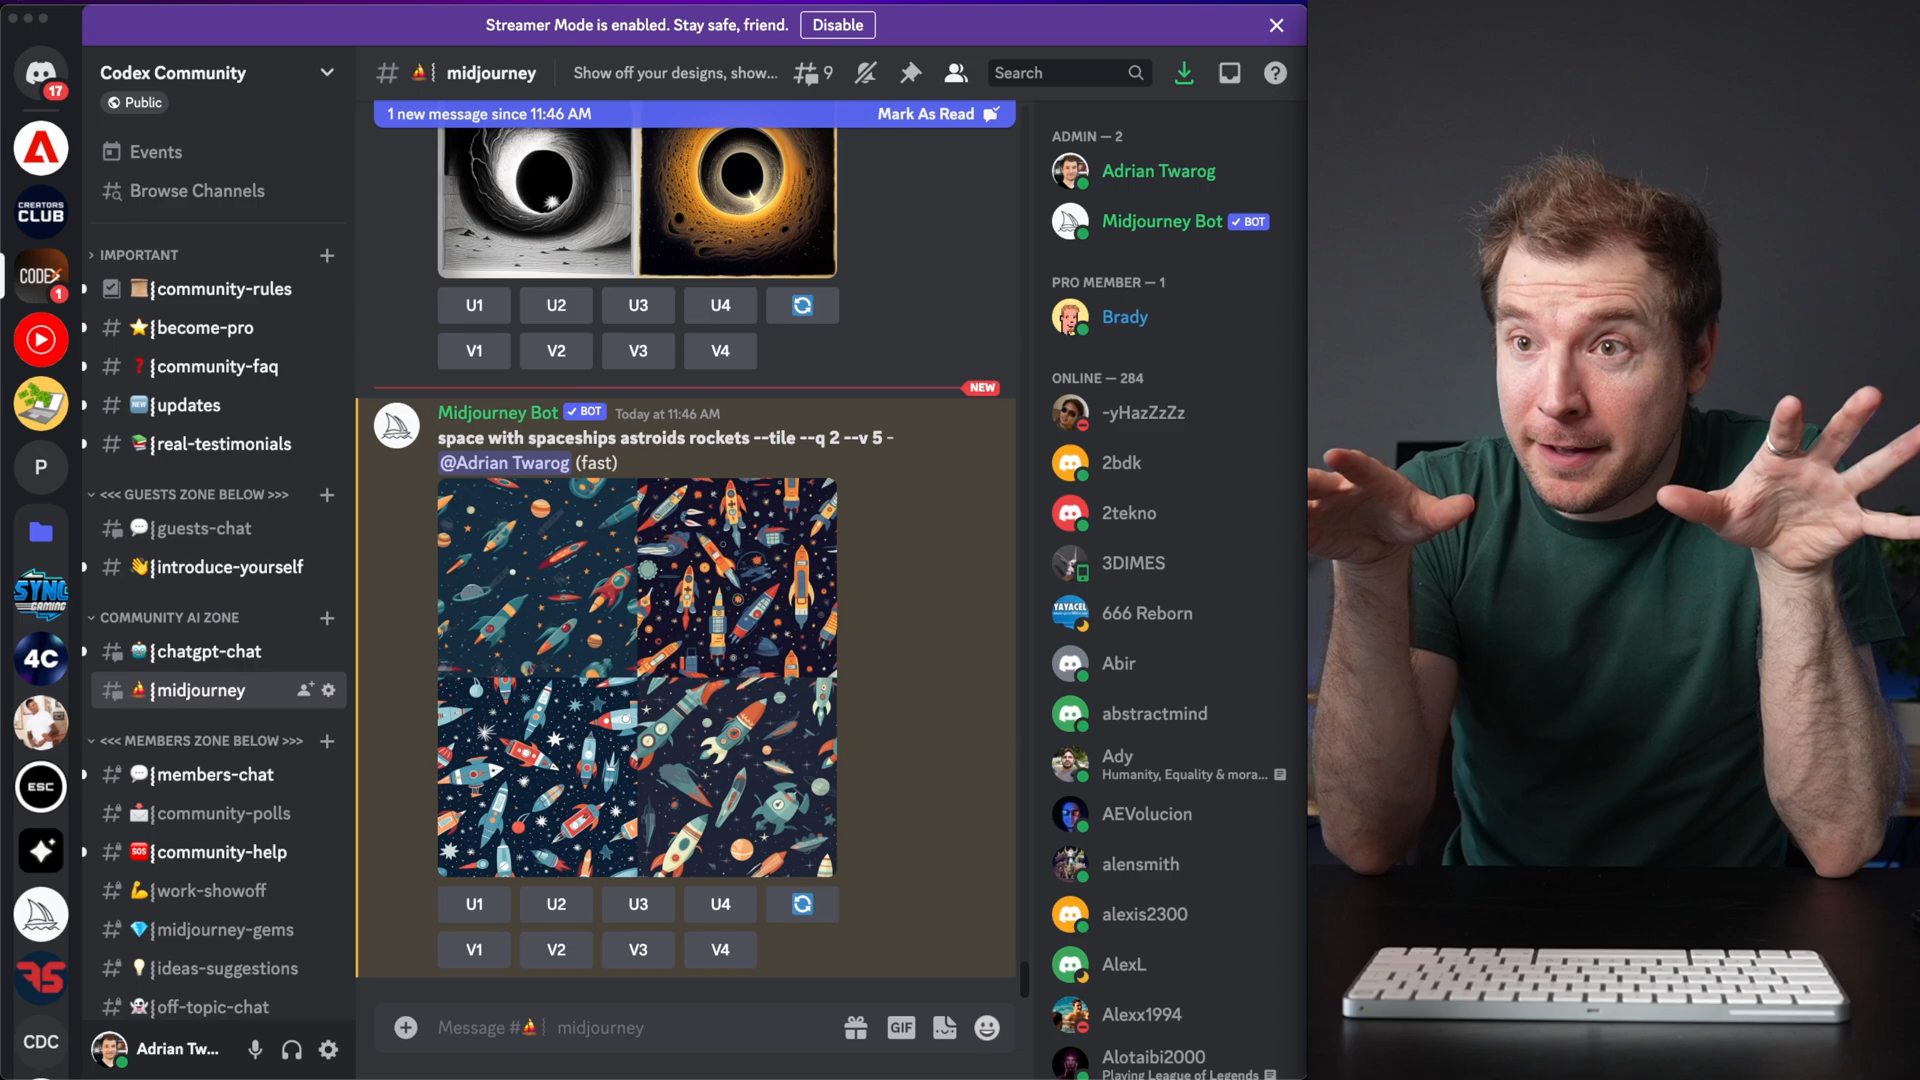 Streamer Mode is enabled. Stay safe, friend. Disable
17
CREATORS
CLUB
CODEX
1
P
SYNC
GAMING
4C
ESC
CDC
Codex Community
Public
Events
Browse Channels
IMPORTANT
community-rules
become-pro
community-faq
NEW updates
real-testimonials
<<< GUESTS ZONE BELOW >>>
guests-chat
introduce-yourself
COMMUNITY AI ZONE
chatgpt-chat
midjourney
<<< MEMBERS ZONE BELOW >>>
members-chat
community-polls
SOS community-help
work-showoff
midjourney-gems
ideas-suggestions
off-topic-chat
Adrian Tw...
midjourney Show off your designs, show... 9 Search
1 new message since 11:46 AM Mark As Read
U1 U2 U3 U4
V1 V2 V3 V4
NEW
Midjourney Bot ✓ BOT Today at 11:46 AM
space with spaceships astroids rockets --tile --q 2 --v 5 -
@Adrian Twarog (fast)
U1 U2 U3 U4
V1 V2 V3 V4
Message # midjourney
GIF
ADMIN — 2
Adrian Twarog
Midjourney Bot ✓ BOT
PRO MEMBER — 1
Brady
ONLINE — 284
-yHazZzZz
2bdk
2tekno
3DIMES
YAYACEL
666 Reborn
Abir
abstractmind
Ady
Humanity, Equality & mora...
AEVolucion
alensmith
alexis2300
AlexL
Alexx1994
Alotaibi2000
Playing League of Legends